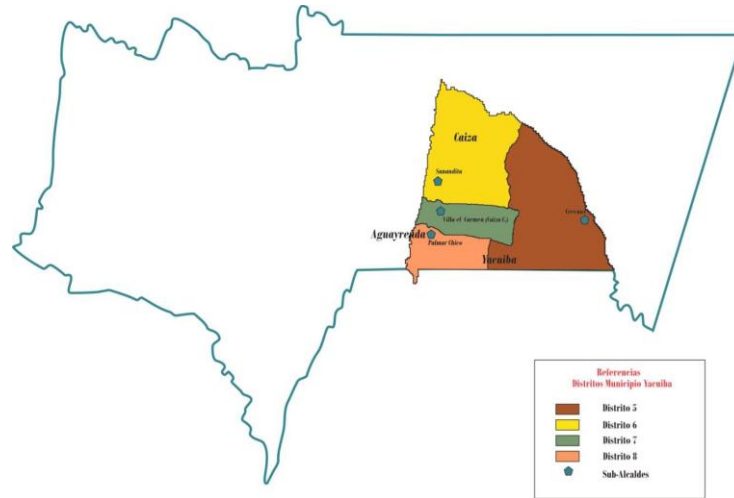 Caiza
Sanandita
Villa el Carmen (Caiza E.)
Aguayrenda
Palmar Chico
Yacuiba
Referencias
Distritos Municipio Yacuiba
Distrito 5
Distrito 6
Distrito 7
Distrito 8
Sub-Alcaldes